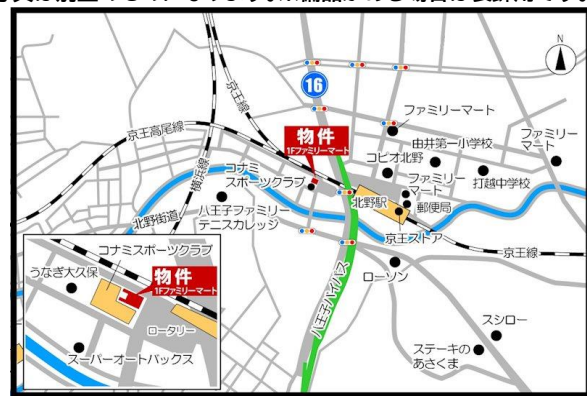 N
16
京王線
京王高尾線
横浜線
北野街道
物件
1Fファミリーマート
コナミ
スポーツクラブ
八王子ファミリー
テニスカレッジ
ファミリーマート
由井第一小学校
ファミリー
マート
コピオ北野
打越中学校
ファミリー
マート
郵便局
北野駅
京王ストア
京王線
ローソン
八王子バイパス
スシロー
ステーキの
あさくま
コナミスポーツクラブ
うなぎ大久保
物件
1Fファミリーマート
ロータリー
スーパーオートバックス